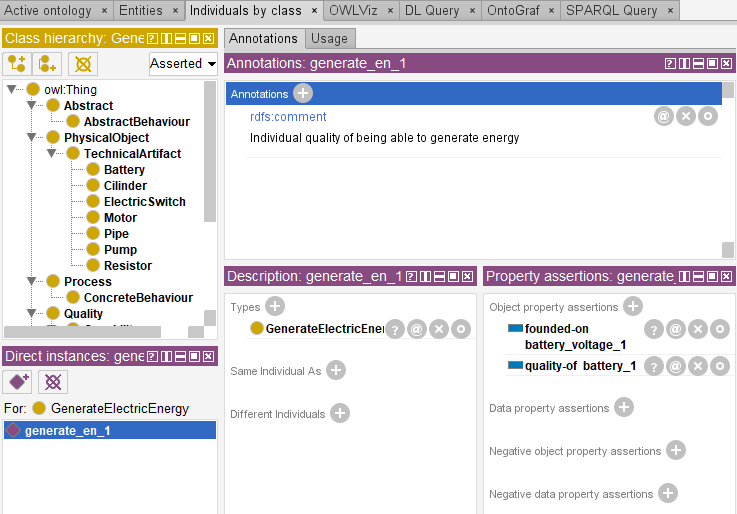 Active ontology × Entities × Individuals by class × OWLViz × DL Query × OntoGraf × SPARQL Query ×
Class hierarchy: Gene
Asserted
owl:Thing
Abstract
AbstractBehaviour
PhysicalObject
TechnicalArtifact
Battery
Cilinder
ElectricSwitch
Motor
Pipe
Pump
Resistor
Process
ConcreteBehaviour
Quality
Direct instances: gene
For: GenerateElectricEnergy
generate_en_1
Annotations Usage
Annotations: generate_en_1
Annotations
rdfs:comment
Individual quality of being able to generate energy
Description: generate_en_1
Types
GenerateElectricEner
Same Individual As
Different Individuals
Property assertions: generate_
Object property assertions
founded-on
battery_voltage_1
quality-of battery_1
Data property assertions
Negative object property assertions
Negative data property assertions